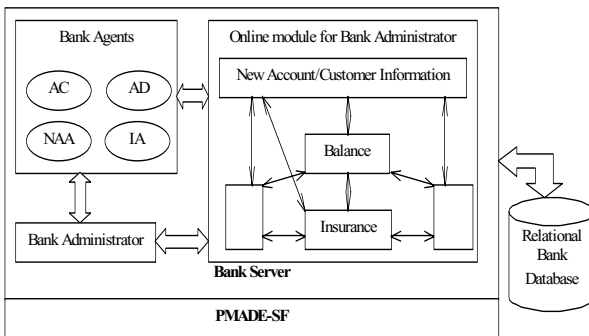 Bank Agents
Online module for Bank Administrator
New Account/Customer Information
AC
AD
NAA
IA
Balance
Insurance
Bank Administrator
Bank Server
Relational
Bank
Database
PMADE-SF